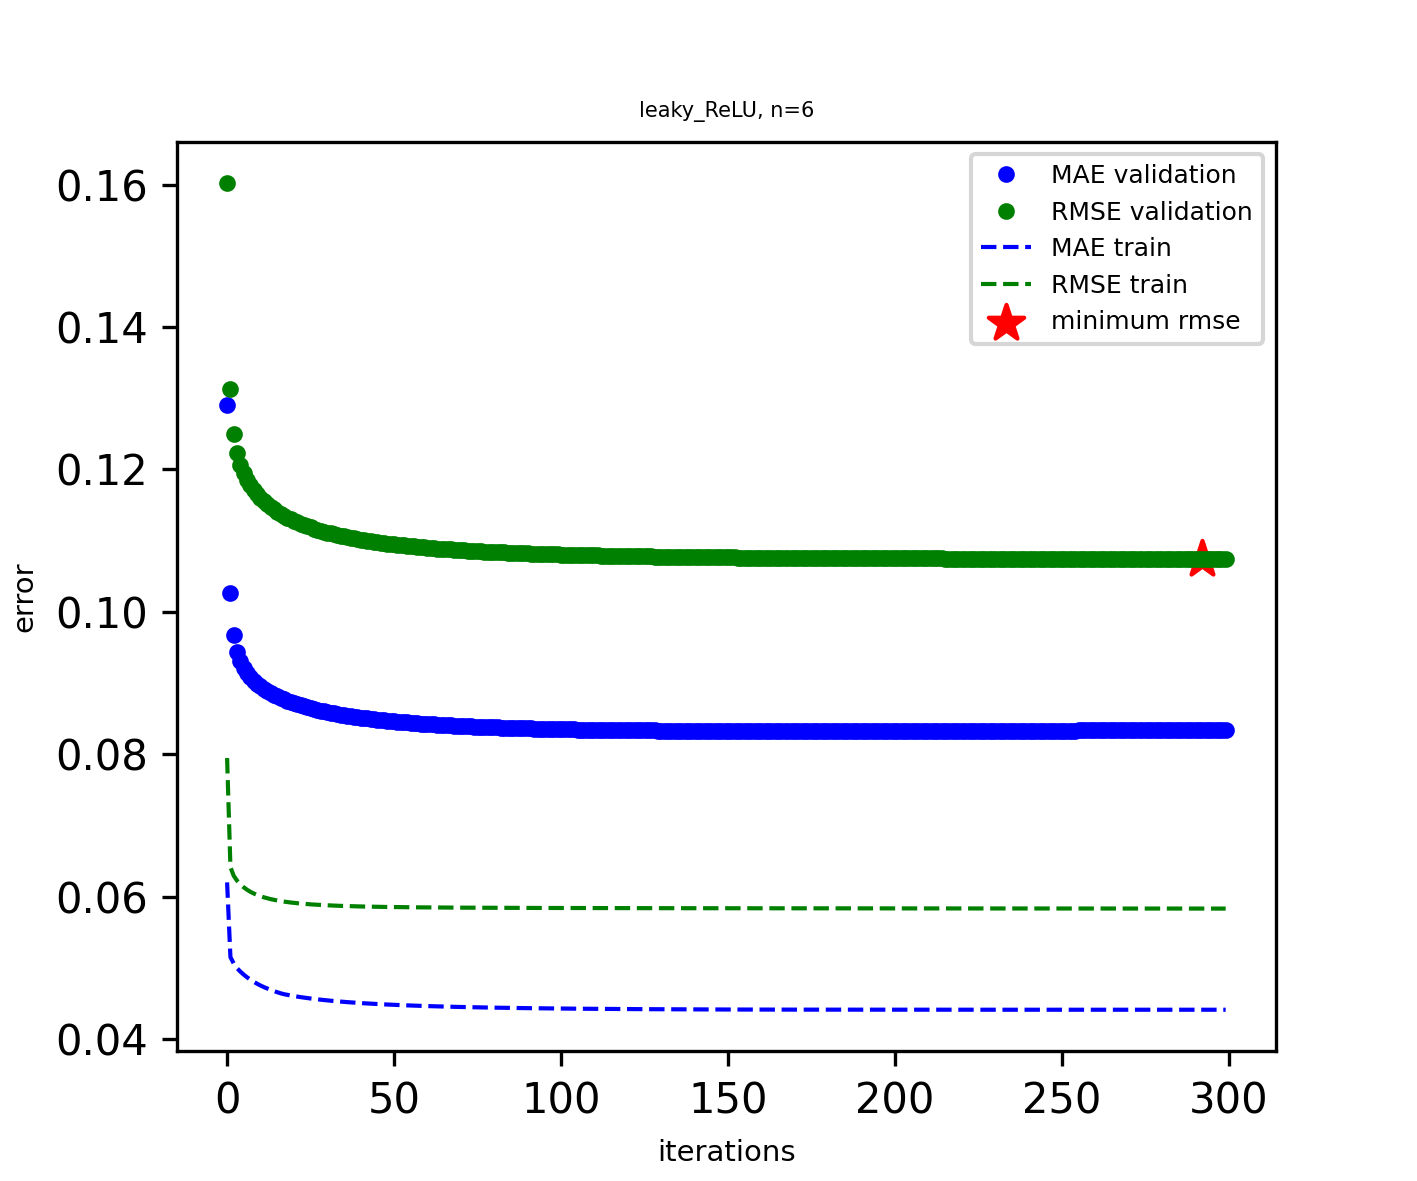 leaky_ReLU, n=6
MAE validation
RMSE validation
MAE train
RMSE train
minimum rmse
0.16
0.14
0.12
0.10
0.08
0.06
0.04
error
0 50 100 150 200 250 300
iterations